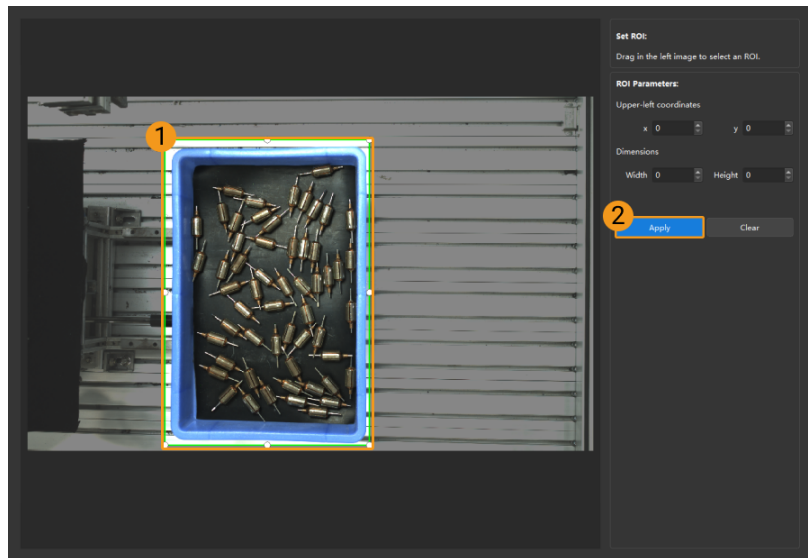 Set ROI:
Drag in the left image to select an ROI.
ROI Parameters:
Upper-left coordinates
x 0 y 0
Dimensions
Width 0 Height 0
1
2
Apply Clear